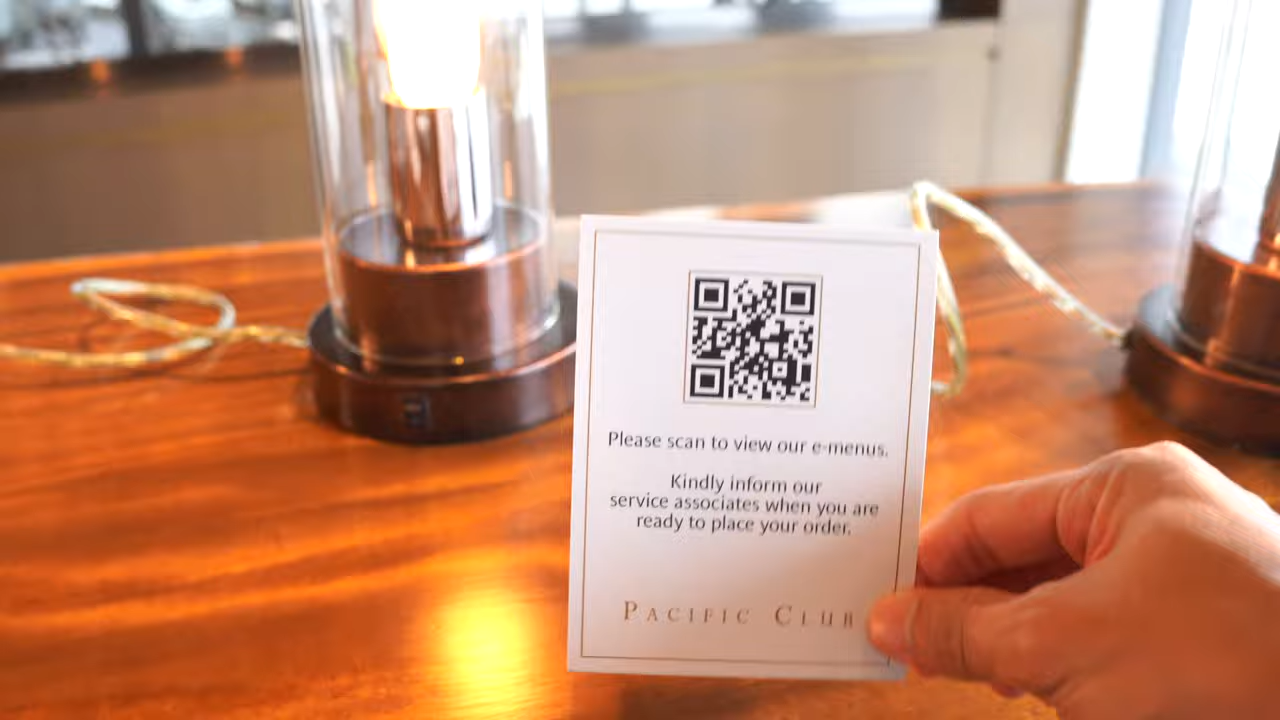 Please scan to view our e-menus.
Kindly inform our
service associates when you are
ready to place your order.
PACIFIC CLUB